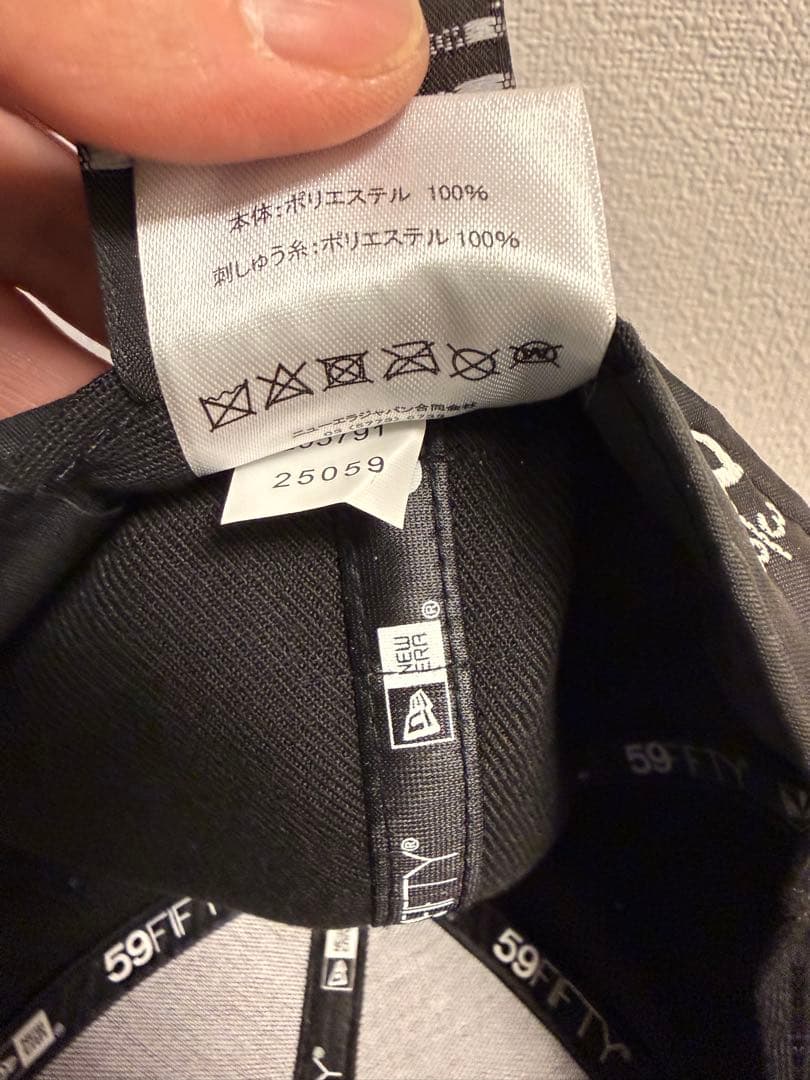 本体:ポリエステル 100%
刺しゅう糸:ポリエステル 100%
ニューエラジャパン合同会社
25059
NEW ERA®
FIFTY®
59FIFTY
59FIF
59FIFTY